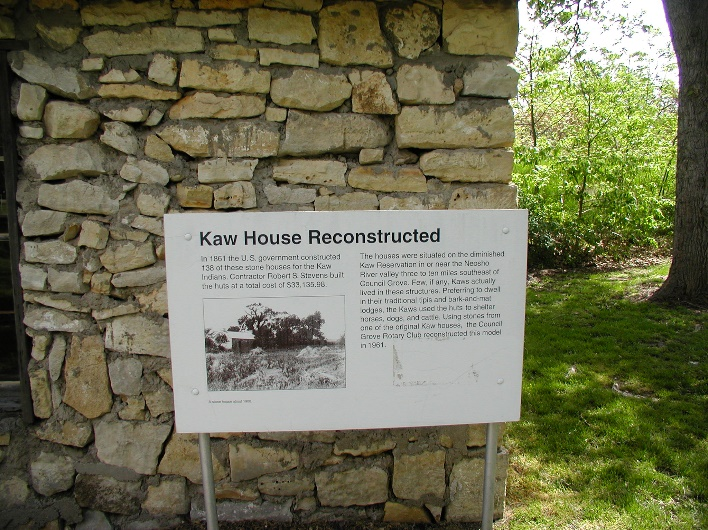 Kaw House Reconstructed
In 1861 the U.S. government constructed
138 of these stone houses for the Kaw
Indians. Contractor Robert S. Stevens built
the huts at a total cost of $33,135.98.
The houses were situated on the diminished
Kaw Reservation in or near the Neosho
River valley three to ten miles southeast of
Council Grove. Few, if any, Kaws actually
lived in these structures. Preferring to dwell
in their traditional tipis and bark-and-mat
lodges, the Kaws used the huts to shelter
horses, dogs, and cattle. Using stones from
one of the original Kaw houses, the Council
Grove Rotary Club reconstructed this model
in 1961.